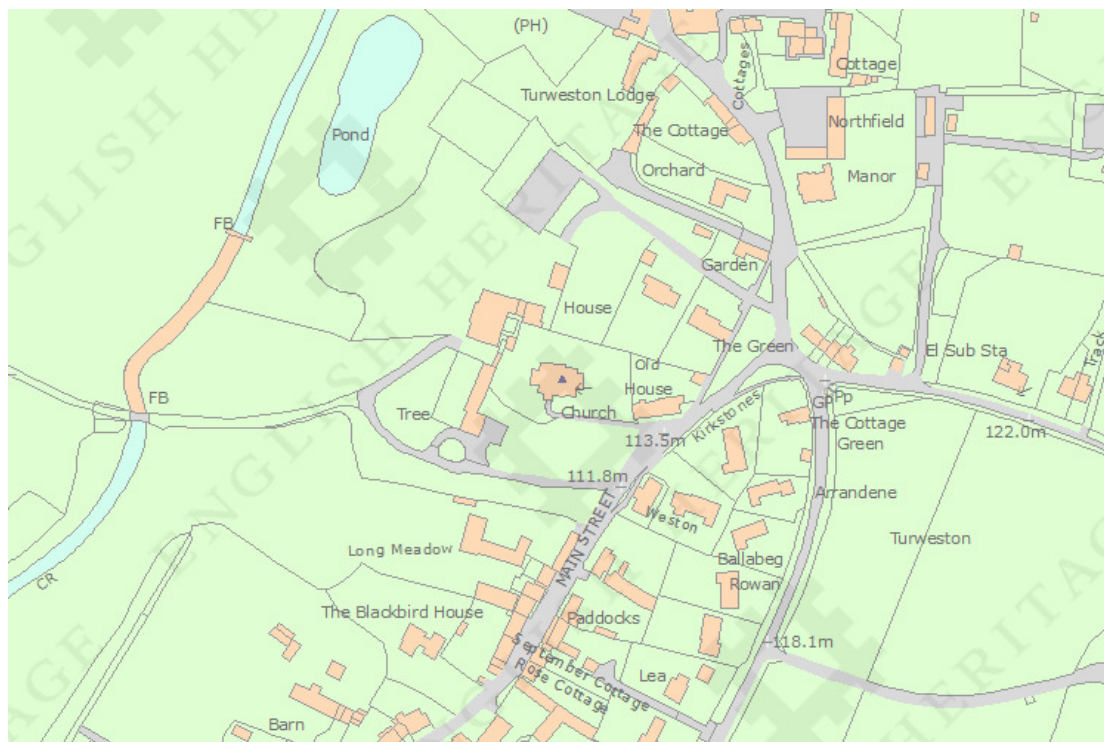 (PH)
Cottages
Cottage
Turweston Lodge
Pond
The Cottage
Northfield
Orchard
Manor
FB
Garden
House
The Green
El Sub Sta
Track
Old
House
FB
Tree
Church
Kirkstones
GP
Pp
The Cottage
Green
113.5m
122.0m
111.8m
Arrandene
Weston
MAIN STREET
Turweston
Long Meadow
Ballabeg
Rowan
CR
The Blackbird House
Paddocks
118.1m
September Cottage
Rose Cottage
Lea
Barn
ENGLISH HERITAGE